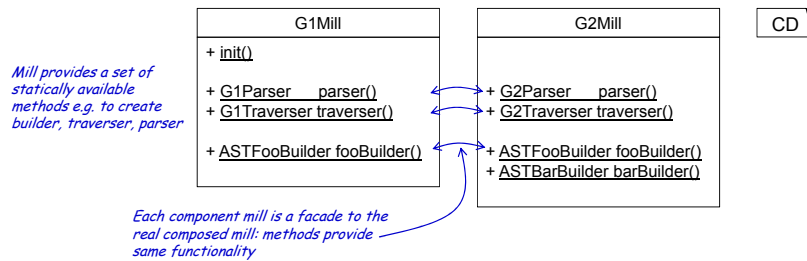 G1Mill
G2Mill
CD
+ init()
Mill provides a set of
statically available
methods e.g. to create
builder, traverser, parser
+ G1Parser parser()
+ G1Traverser traverser()
+ ASTFooBuilder fooBuilder()
+ G2Parser parser()
+ G2Traverser traverser()
+ ASTFooBuilder fooBuilder()
+ ASTBarBuilder barBuilder()
Each component mill is a facade to the
real composed mill: methods provide
same functionality